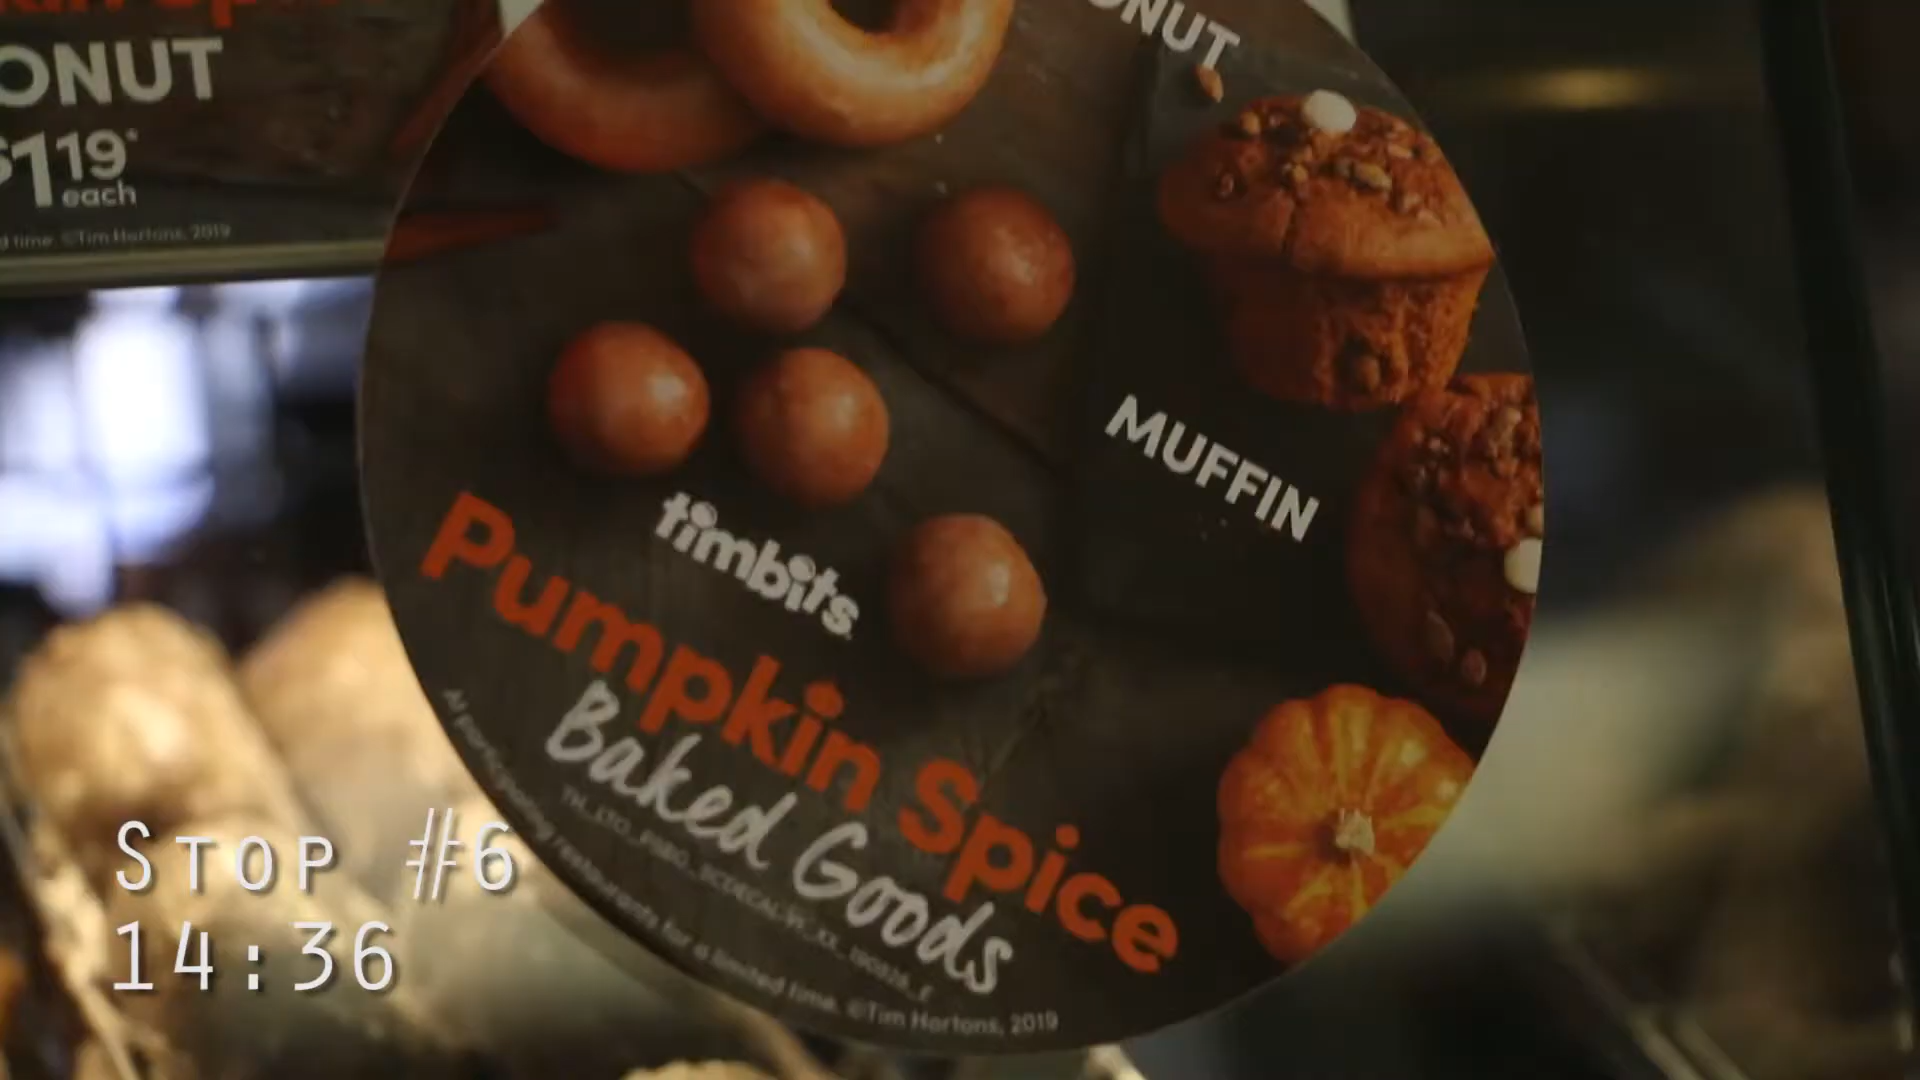 ONUT
$1 19*
each
d time. ©Tim Hortons, 2019
ONUT
MUFFIN
timbits
Pumpkin Spice
Baked Goods
At participating restaurants for a limited time. ©Tim Hortons, 2019
Stop #6
14:36